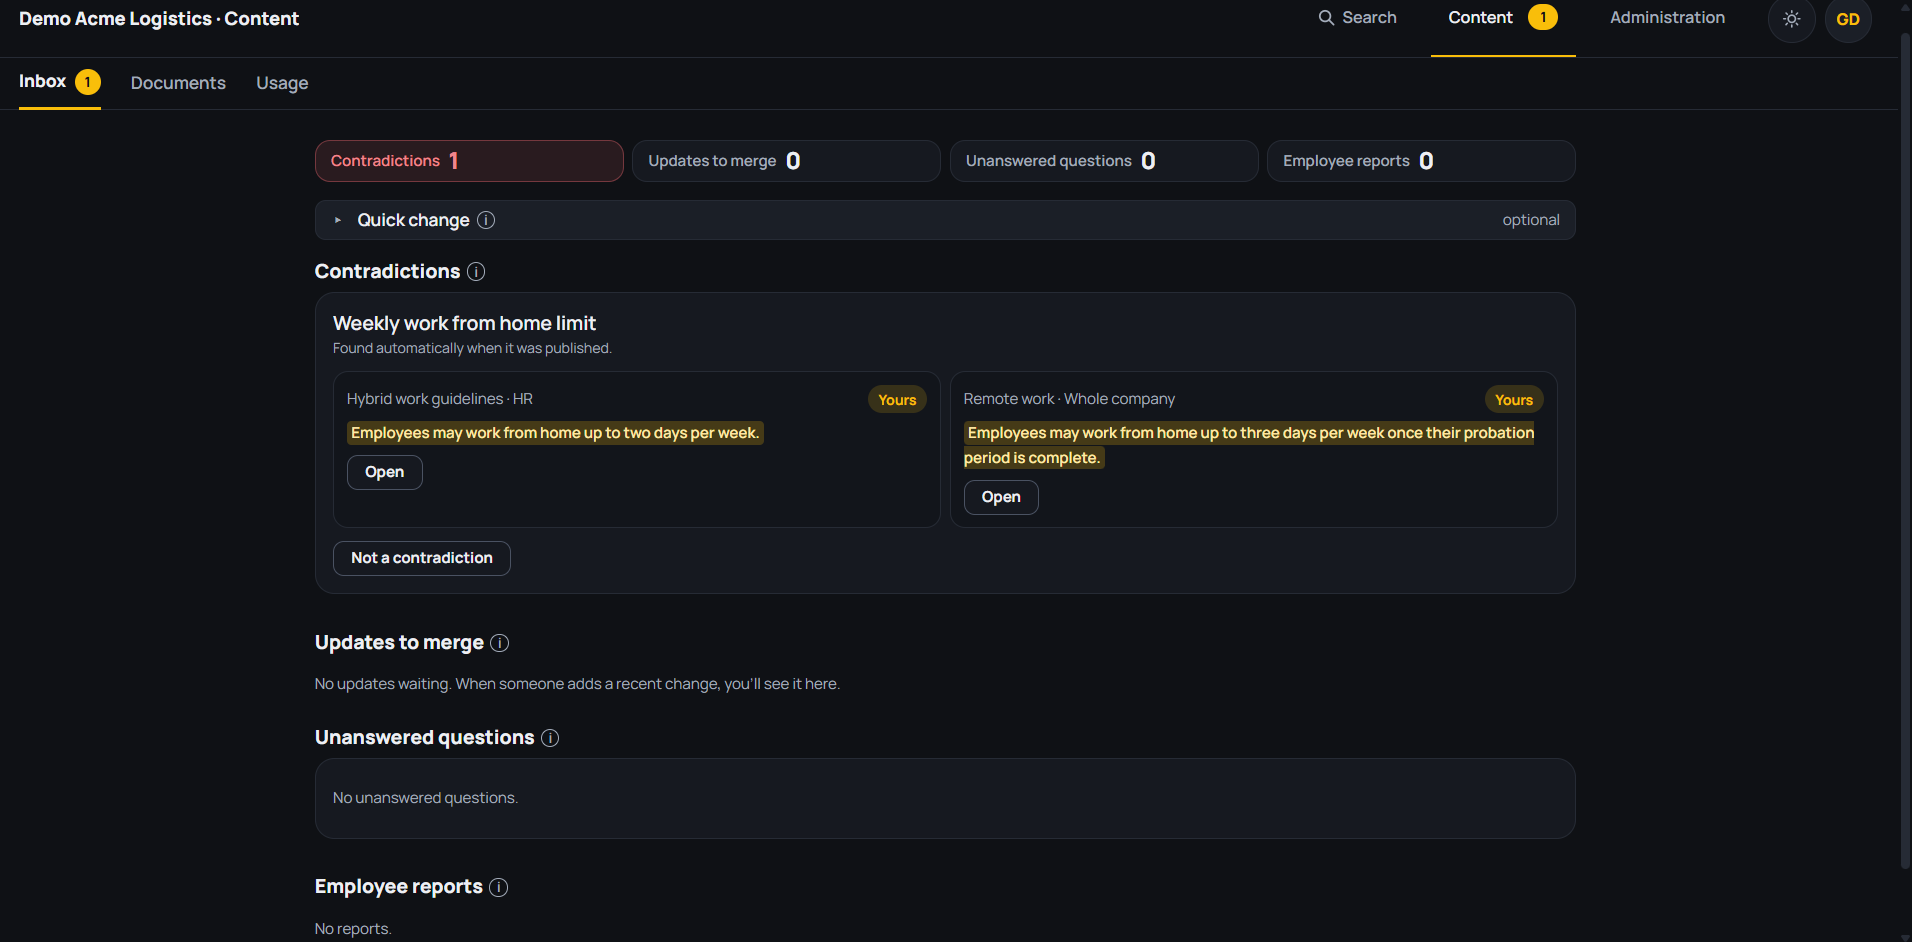 Demo Acme Logistics · Content
Search
Content 1
Administration
GD
Inbox 1
Documents
Usage
Contradictions 1
Updates to merge 0
Unanswered questions 0
Employee reports 0
Quick change
optional
Contradictions
Weekly work from home limit
Found automatically when it was published.
Hybrid work guidelines · HR
Yours
Employees may work from home up to two days per week.
Open
Remote work · Whole company
Yours
Employees may work from home up to three days per week once their probation
period is complete.
Open
Not a contradiction
Updates to merge
No updates waiting. When someone adds a recent change, you'll see it here.
Unanswered questions
No unanswered questions.
Employee reports
No reports.